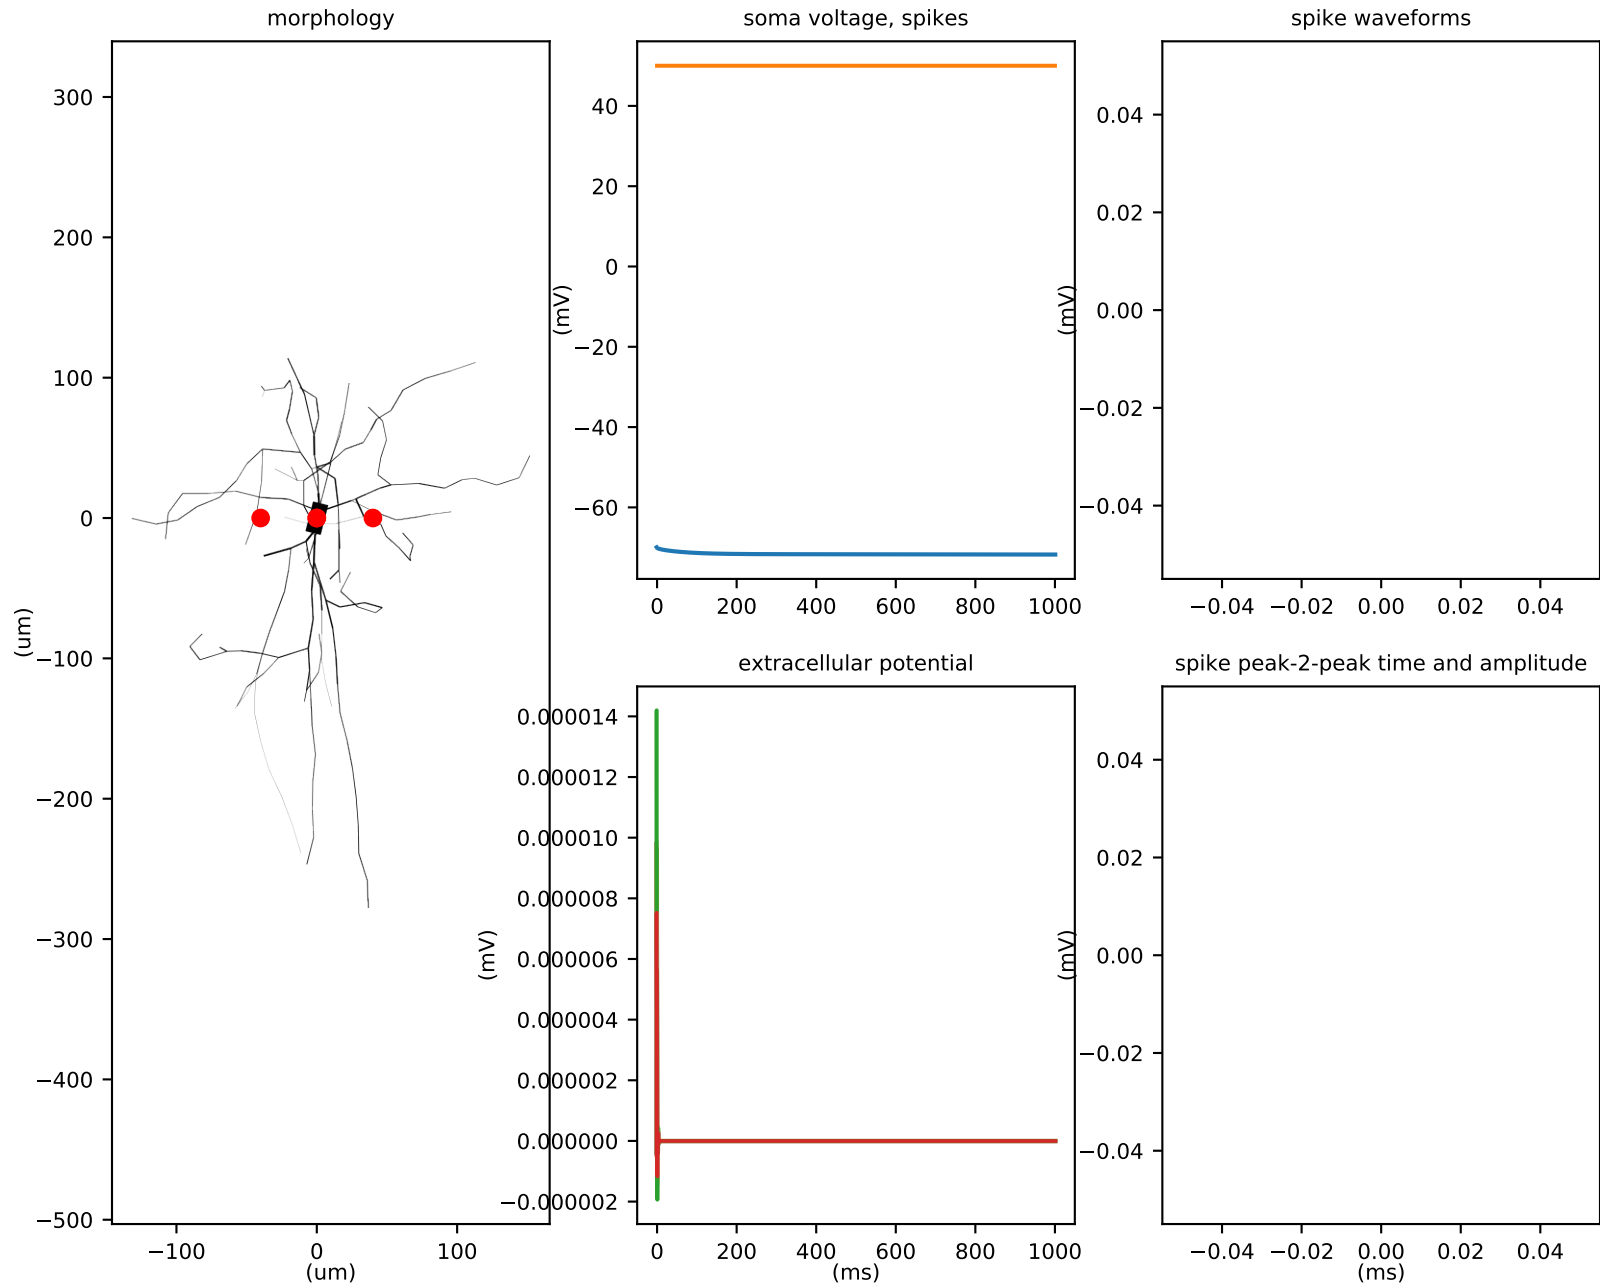 morphology
300
200
100
0
−100
−200
−300
−400
−500
(um)
−100 0 100
(um)
soma voltage, spikes
40
20
0
−20
−40
−60
(mV)
0 200 400 600 800 1000
spike waveforms
0.04
0.02
0.00
−0.02
−0.04
(mV)
−0.04 −0.02 0.00 0.02 0.04
extracellular potential
0.000014
0.000012
0.000010
0.000008
0.000006
0.000004
0.000002
0.000000
−0.000002
(mV)
0 200 400 600 800 1000
(ms)
spike peak-2-peak time and amplitude
0.04
0.02
0.00
−0.02
−0.04
(mV)
−0.04 −0.02 0.00 0.02 0.04
(ms)